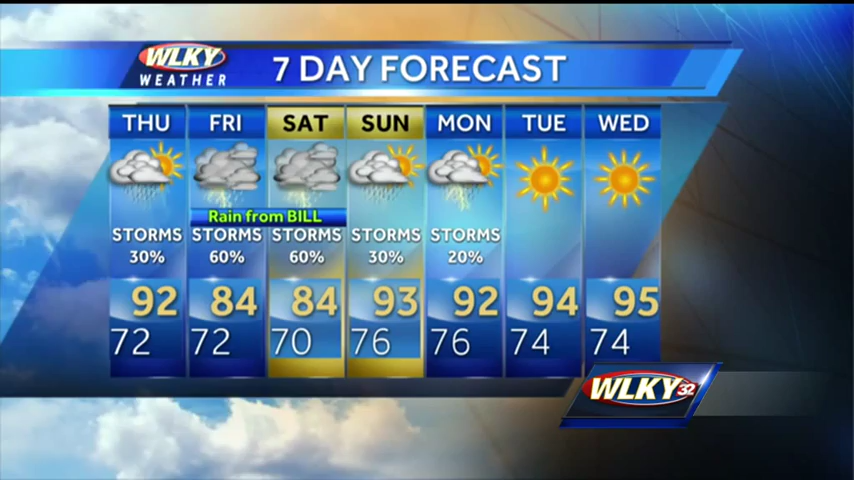 WLKY
WEATHER
7 DAY FORECAST
THU FRI SAT SUN MON TUE WED
Rain from BILL
STORMS STORMS STORMS STORMS STORMS
30% 60% 60% 30% 20%
92 84 84 93 92 94 95
72 72 70 76 76 74 74
WLKY 32